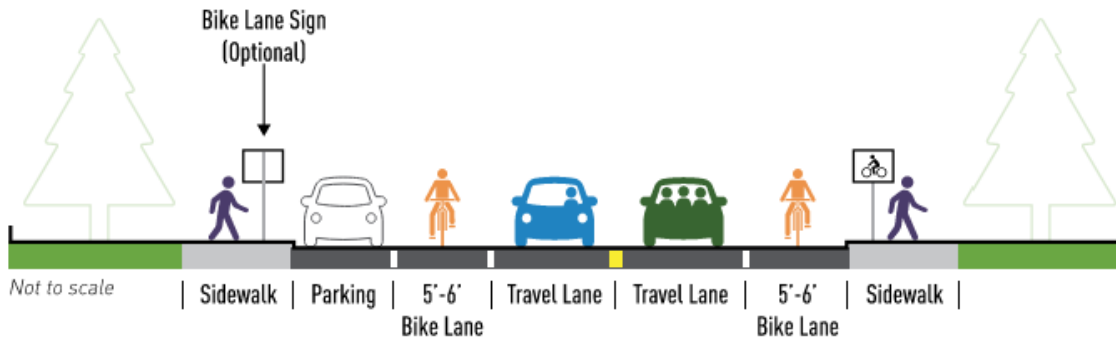 Bike Lane Sign
(Optional)
Not to scale
Sidewalk
Parking
5'-6'
Bike Lane
Travel Lane
Travel Lane
5'-6'
Bike Lane
Sidewalk